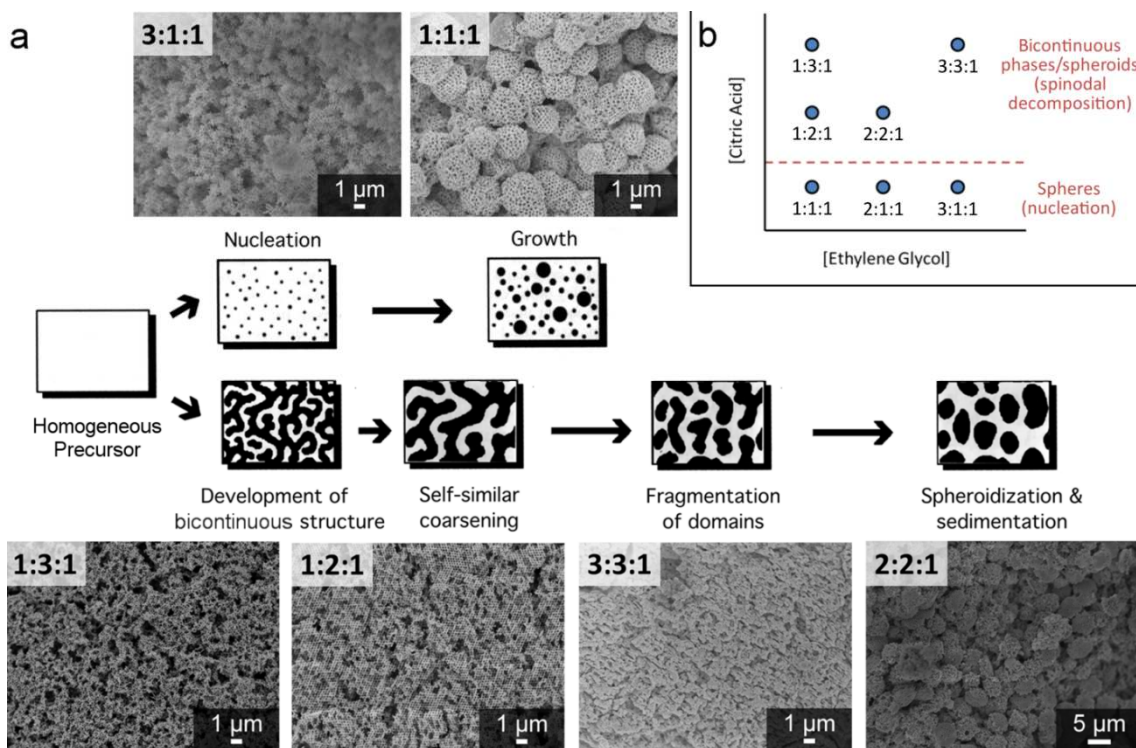 a
3:1:1
1 μm
1:1:1
1 μm
b
[Citric Acid]
1:3:1
3:3:1
1:2:1
2:2:1
1:1:1
2:1:1
3:1:1
[Ethylene Glycol]
Bicontinuous
phases/spheroids
(spinodal
decomposition)
Spheres
(nucleation)
Nucleation
Growth
Homogeneous
Precursor
Development of
bicontinuous structure
Self-similar
coarsening
Fragmentation
of domains
Spheroidization &
sedimentation
1:3:1
1 μm
1:2:1
1 μm
3:3:1
1 μm
2:2:1
5 μm